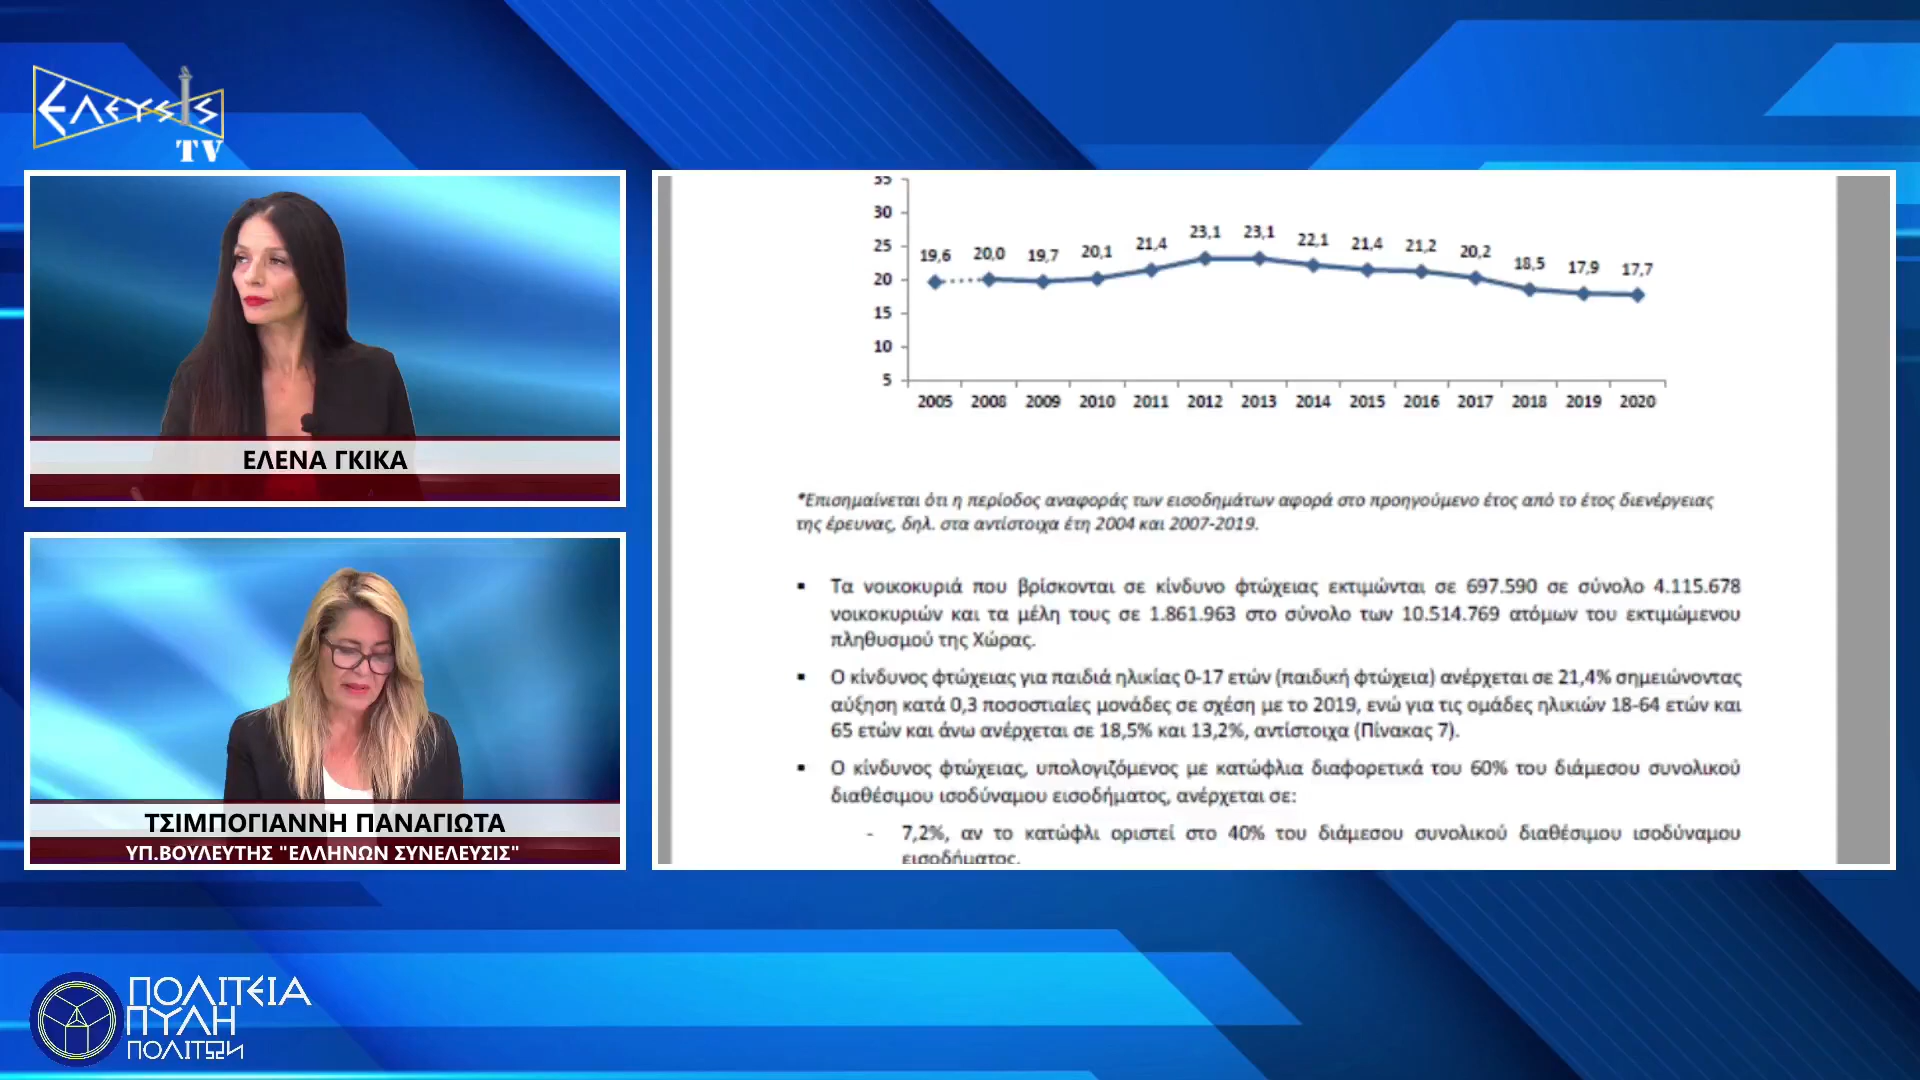 ΕΛΕΥSIS
TV
ΕΛΕΝΑ ΓΚΙΚΑ
ΤΣΙΜΠΟΓΙΑΝΝΗ ΠΑΝΑΓΙΩΤΑ
ΥΠ.ΒΟΥΛΕΥΤΗΣ "ΕΛΛΗΝΩΝ ΣΥΝΕΛΕΥΣΙΣ"
35
30
25
20
15
10
5
19,6 20,0 19,7 20,1 21,4 23,1 23,1 22,1 21,4 21,2 20,2 18,5 17,9 17,7
2005 2008 2009 2010 2011 2012 2013 2014 2015 2016 2017 2018 2019 2020
*Επισημαίνεται ότι η περίοδος αναφοράς των εισοδημάτων αφορά στο προηγούμενο έτος από το έτος διενέργειας
της έρευνας, δηλ. στα αντίστοιχα έτη 2004 και 2007-2019.
▪ Τα νοικοκυριά που βρίσκονται σε κίνδυνο φτώχειας εκτιμώνται σε 697.590 σε σύνολο 4.115.678
νοικοκυριών και τα μέλη τους σε 1.861.963 στο σύνολο των 10.514.769 ατόμων του εκτιμώμενου
πληθυσμού της Χώρας.
▪ Ο κίνδυνος φτώχειας για παιδιά ηλικίας 0-17 ετών (παιδική φτώχεια) ανέρχεται σε 21,4% σημειώνοντας
αύξηση κατά 0,3 ποσοστιαίες μονάδες σε σχέση με το 2019, ενώ για τις ομάδες ηλικιών 18-64 ετών και
65 ετών και άνω ανέρχεται σε 18,5% και 13,2%, αντίστοιχα (Πίνακας 7).
▪ Ο κίνδυνος φτώχειας, υπολογιζόμενος με κατώφλια διαφορετικά του 60% του διάμεσου συνολικού
διαθέσιμου ισοδύναμου εισοδήματος, ανέρχεται σε:
- 7,2%, αν το κατώφλι οριστεί στο 40% του διάμεσου συνολικού διαθέσιμου ισοδύναμου
εισοδήματος.
ΠΟΛΙΤΕΙΑ
ΠΥΛΗ
ΠΟΛΙΤΩΝ